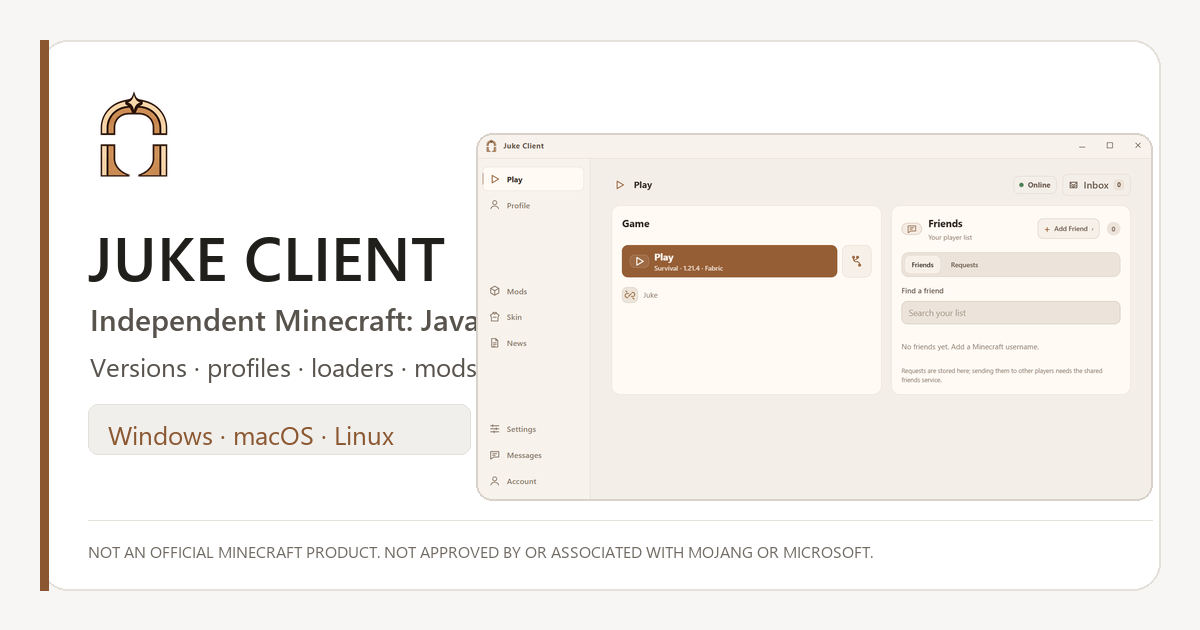 JUKE CLIENT
Independent Minecraft: Java
Versions · profiles · loaders · mods
Windows · macOS · Linux
Juke Client
Play
Profile
Mods
Skin
News
Settings
Messages
Account
Play
Online
Inbox 0
Game
Play
Survival · 1.21.4 · Fabric
Juke
Friends
Your player list
+ Add Friend ›
0
Friends
Requests
Find a friend
Search your list
No friends yet. Add a Minecraft username.
Requests are stored here; sending them to other players needs the shared
friends service.
NOT AN OFFICIAL MINECRAFT PRODUCT. NOT APPROVED BY OR ASSOCIATED WITH MOJANG OR MICROSOFT.